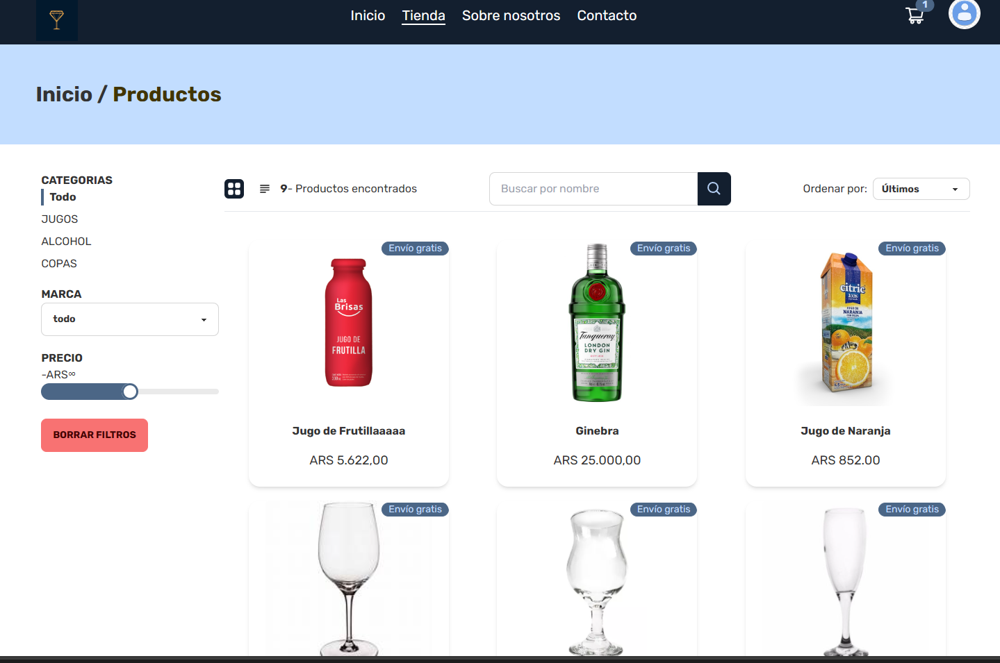 Inicio Tienda Sobre nosotros Contacto 1
Inicio / Productos
CATEGORIAS
Todo
JUGOS
ALCOHOL
COPAS
MARCA
todo
PRECIO
-ARS∞
BORRAR FILTROS
9- Productos encontrados
Buscar por nombre
Ordenar por: Últimos
Envío gratis
Las
Brisas
JUGO DE
FRUTILLA
Jugo de Frutillaaaaa
ARS 5.622,00
Envío gratis
Tanqueray
LONDON
DRY GIN
Ginebra
ARS 25.000,00
Envío gratis
citric
100%
JUGO DE
NARANJA
Jugo de Naranja
ARS 852.00
Envío gratis
Envío gratis
Envío gratis